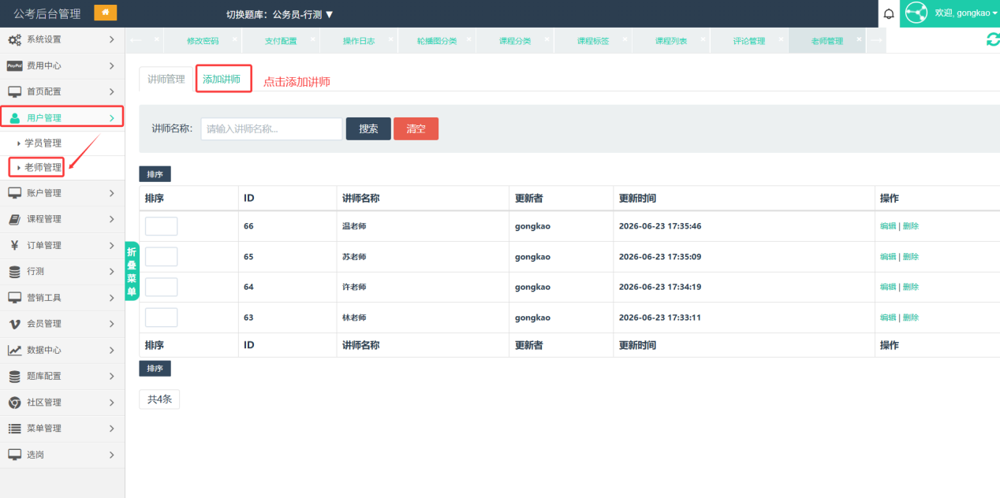 公考后台管理 切换题库：公务员-行测 ▼ 欢迎, gongkao
修改密码 × 支付配置 × 操作日志 × 轮播图分类 × 课程分类 × 课程标签 × 课程列表 × 评论管理 × 老师管理 ×
系统设置
PayPal 费用中心
首页配置
用户管理
学员管理
老师管理
账户管理
课程管理
¥ 订单管理
行测
营销工具
会员管理
数据中心
题库配置
社区管理
菜单管理
选岗
折叠菜单
讲师管理 添加讲师 点击添加讲师
讲师名称: 请输入讲师名称... 搜索 清空
排序
排序 ID 讲师名称 更新者 更新时间 操作
66 温老师 gongkao 2026-06-23 17:35:46 编辑 | 删除
65 苏老师 gongkao 2026-06-23 17:35:09 编辑 | 删除
64 许老师 gongkao 2026-06-23 17:34:19 编辑 | 删除
63 林老师 gongkao 2026-06-23 17:33:11 编辑 | 删除
排序 ID 讲师名称 更新者 更新时间 操作
排序
共4条